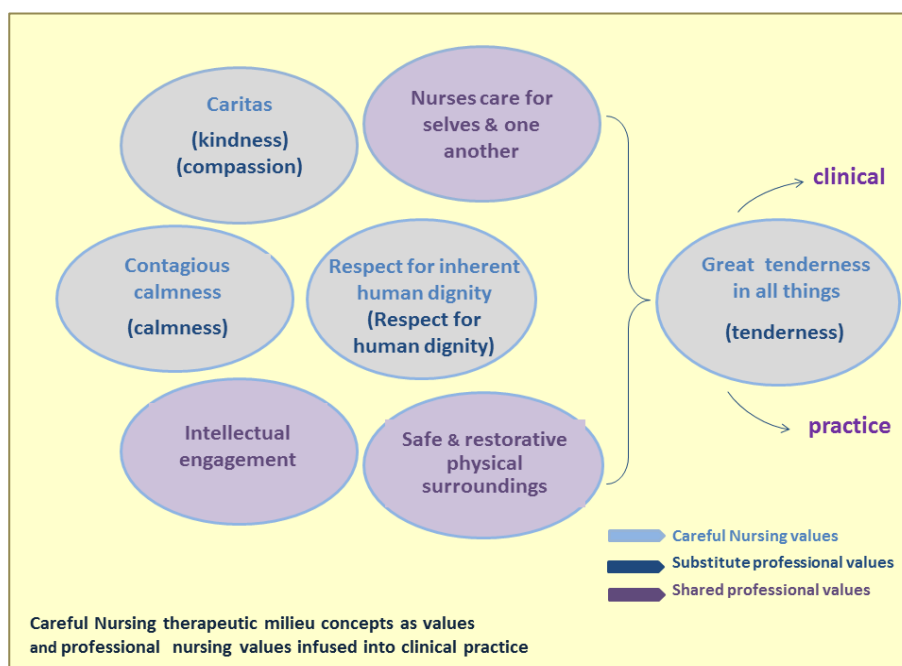 Caritas
(kindness)
(compassion)
Nurses care for
selves & one
another
Contagious
calmness
(calmness)
Respect for inherent
human dignity
(Respect for
human dignity)
Intellectual
engagement
Safe & restorative
physical
surroundings
Great tenderness
in all things
(tenderness)
clinical
practice
Careful Nursing values
Substitute professional values
Shared professional values
Careful Nursing therapeutic milieu concepts as values
and professional nursing values infused into clinical practice